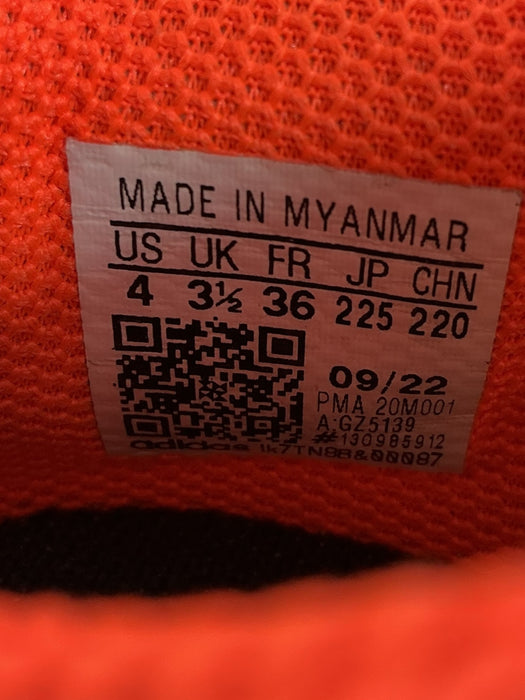 MADE IN MYANMAR
US UK FR JP CHN
4 3½ 36 225 220
09/22
PMA 20M001
A:GZ5139
#130985912
adidas